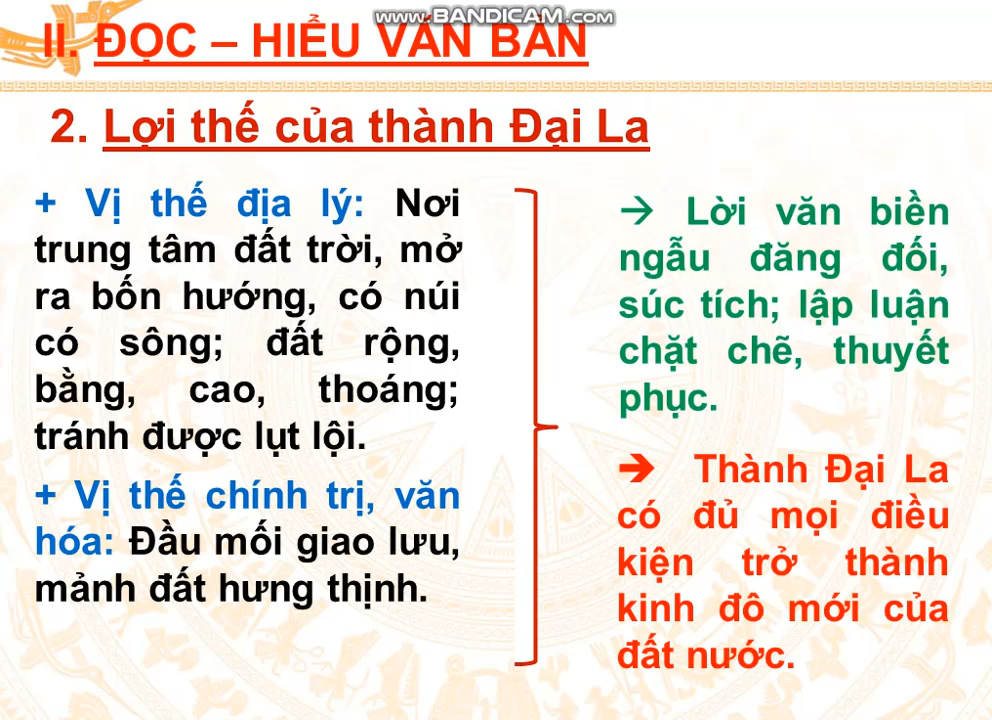 www.BANDICAM.com
II. ĐỌC – HIỂU VĂN BẢN
2. Lợi thế của thành Đại La
+ Vị thế địa lý: Nơi
trung tâm đất trời, mở
ra bốn hướng, có núi
có sông; đất rộng,
bằng, cao, thoáng;
tránh được lụt lội.
+ Vị thế chính trị, văn
hóa: Đầu mối giao lưu,
mảnh đất hưng thịnh.
→ Lời văn biền
ngẫu đăng đối,
súc tích; lập luận
chặt chẽ, thuyết
phục.
➔ Thành Đại La
có đủ mọi điều
kiện trở thành
kinh đô mới của
đất nước.